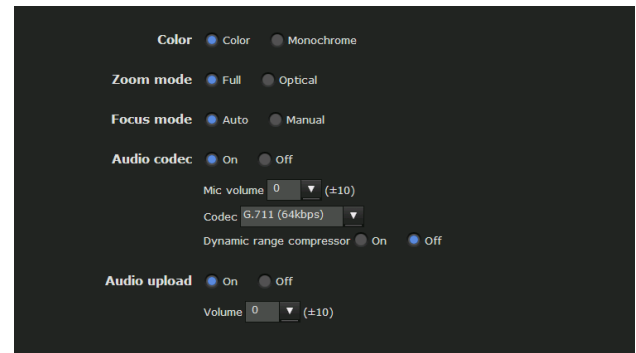 Color Color Monochrome
Zoom mode Full Optical
Focus mode Auto Manual
Audio codec On Off
Mic volume 0 (±10)
Codec G.711 (64kbps)
Dynamic range compressor On Off
Audio upload On Off
Volume 0 (±10)